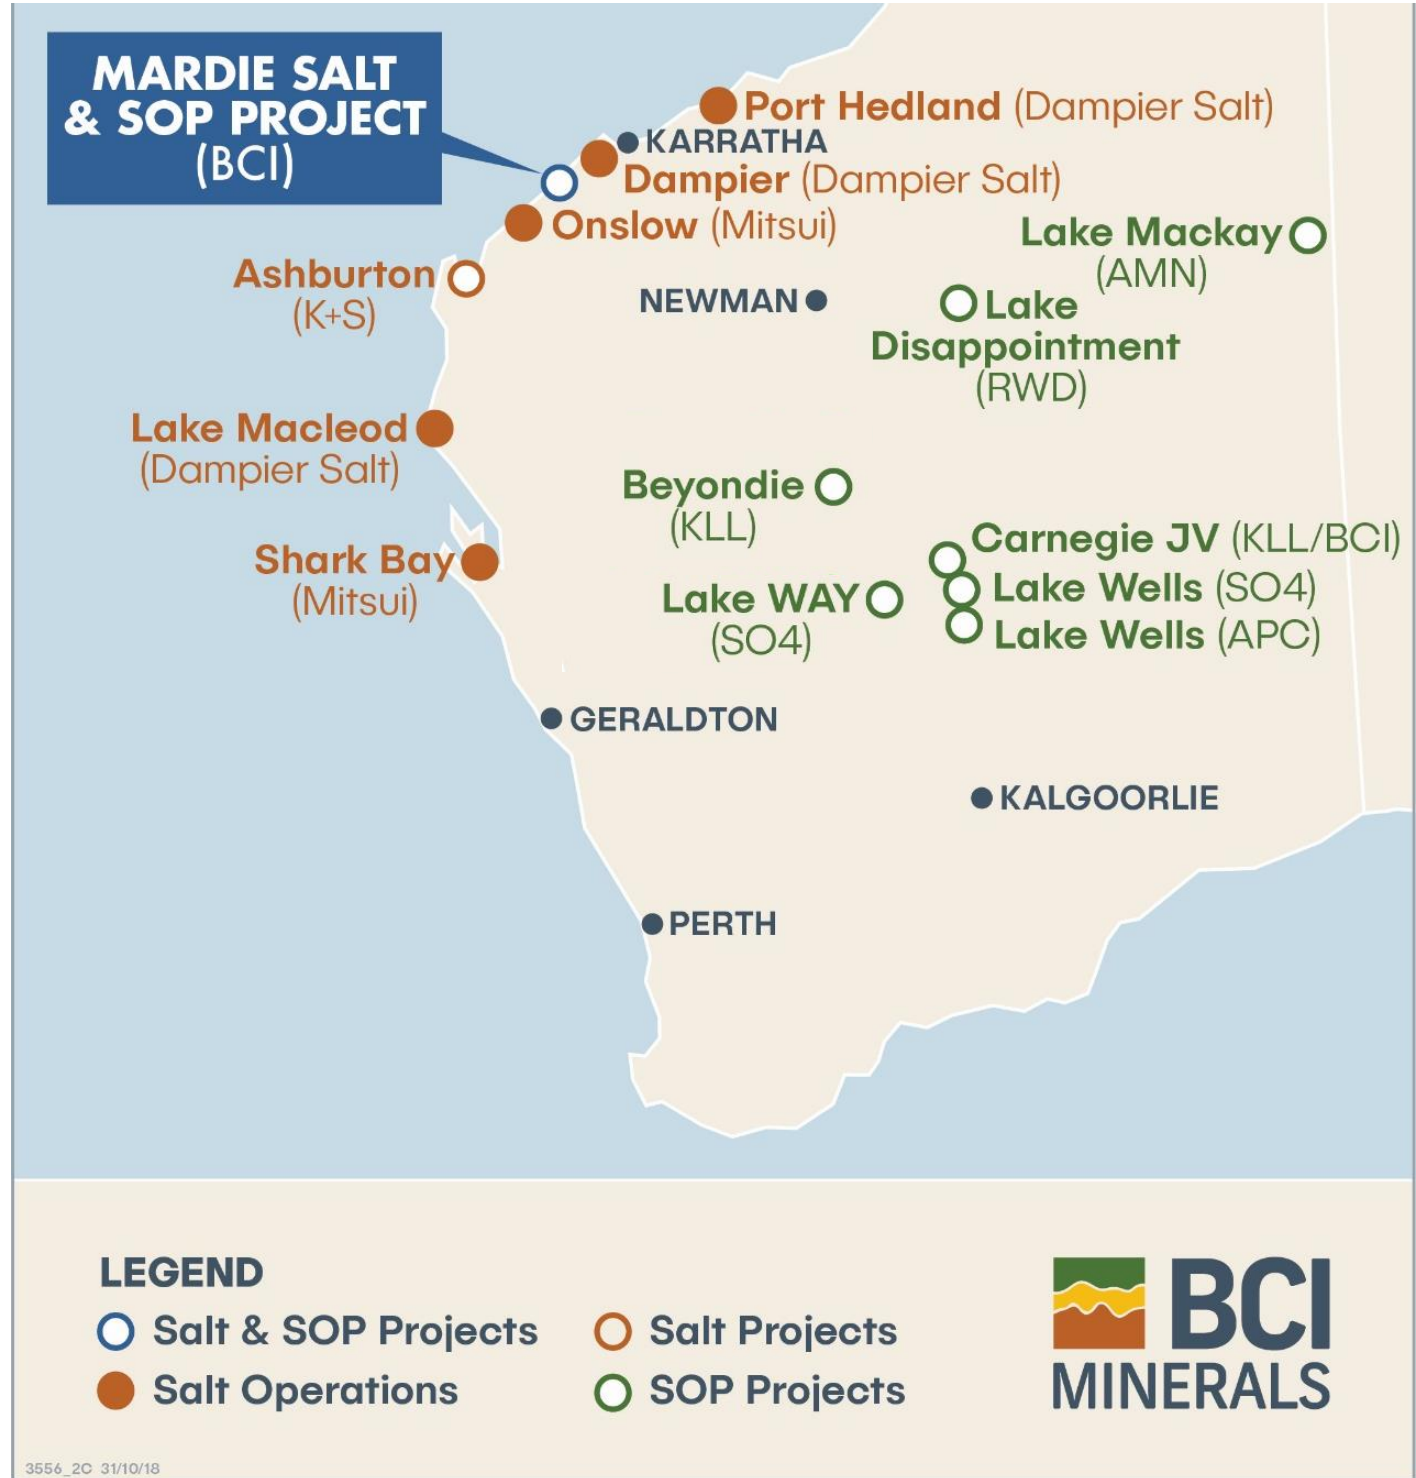 MARDIE SALT
& SOP PROJECT
(BCI)
Port Hedland (Dampier Salt)
KARRATHA
Dampier (Dampier Salt)
Onslow (Mitsui)
Lake Mackay
(AMN)
Ashburton
(K+S)
NEWMAN
Lake
Disappointment
(RWD)
Lake Macleod
(Dampier Salt)
Beyondie
(KLL)
Carnegie JV (KLL/BCI)
Shark Bay
(Mitsui)
Lake WAY
(SO4)
Lake Wells (SO4)
Lake Wells (APC)
GERALDTON
KALGOORLIE
PERTH
LEGEND
Salt & SOP Projects
Salt Projects
Salt Operations
SOP Projects
BCI
MINERALS
3556_2C 31/10/18